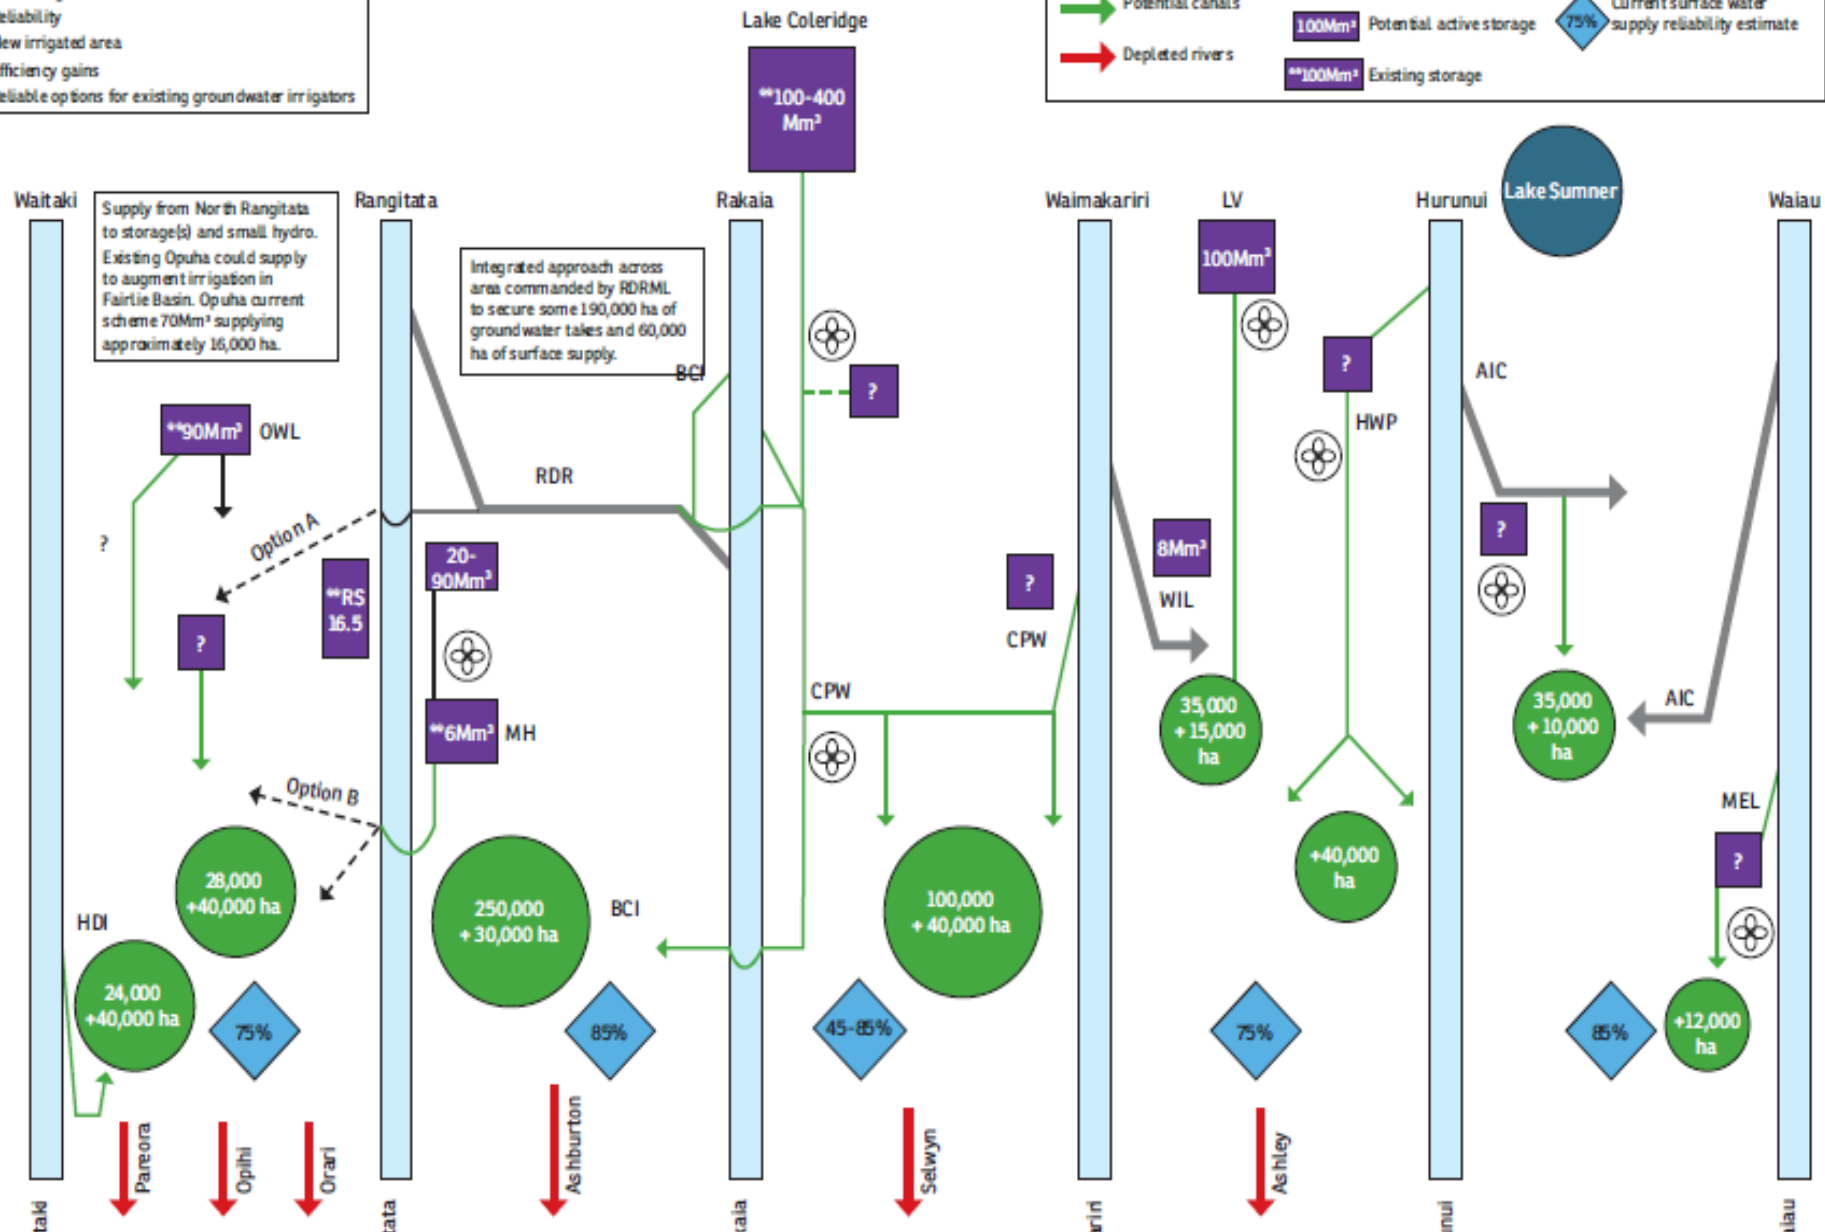 eliability
lew irrigated area
fficiency gains
eliable options for existing groundwater irrigators
Lake Coleridge
**100-400
Mm³
Potential canals
Depleted rivers
100Mm³
Potential active storage
**100Mm³
Existing storage
75%
Current surface water
supply reliability estimate
Lake Sumner
Waitaki
Rangitata
Rakaia
Waimakariri
LV
Hurunui
Waiau
Supply from North Rangitata
to storage(s) and small hydro.
Existing Opuha could supply
to augment irrigation in
Fairlie Basin. Opuha current
scheme 70Mm³ supplying
approximately 16,000 ha.
Integrated approach across
area commanded by RDRML
to secure some 190,000 ha of
groundwater takes and 60,000
ha of surface supply.
BCI
?
100Mm³
?
AIC
HWP
**90Mm³
OWL
RDR
?
Option A
20-
90Mm³
**RS
16.5
?
?
CPW
8Mm³
WIL
?
**6Mm³
MH
CPW
35,000
+ 15,000
ha
35,000
+ 10,000
ha
AIC
Option B
MEL
?
28,000
+40,000 ha
250,000
+ 30,000 ha
BCI
100,000
+ 40,000 ha
+40,000
ha
HDI
24,000
+40,000 ha
75%
85%
45-85%
75%
85%
+12,000
ha
Pareora
Opihi
Orari
Ashburton
Selwyn
Ashley
taki
tata
kaia
ariri
nui
iau